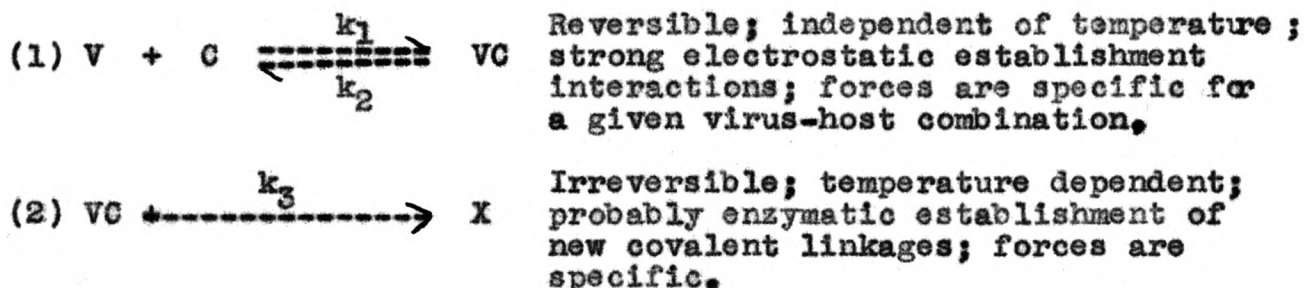 k1 Reversible; independent of temperature ;
(1) V + C VC strong electrostatic establishment
k2 interactions; forces are specific for
a given virus-host combination.
k3 Irreversible; temperature dependent;
(2) VC X probably enzymatic establishment of
new covalent linkages; forces are
specific.